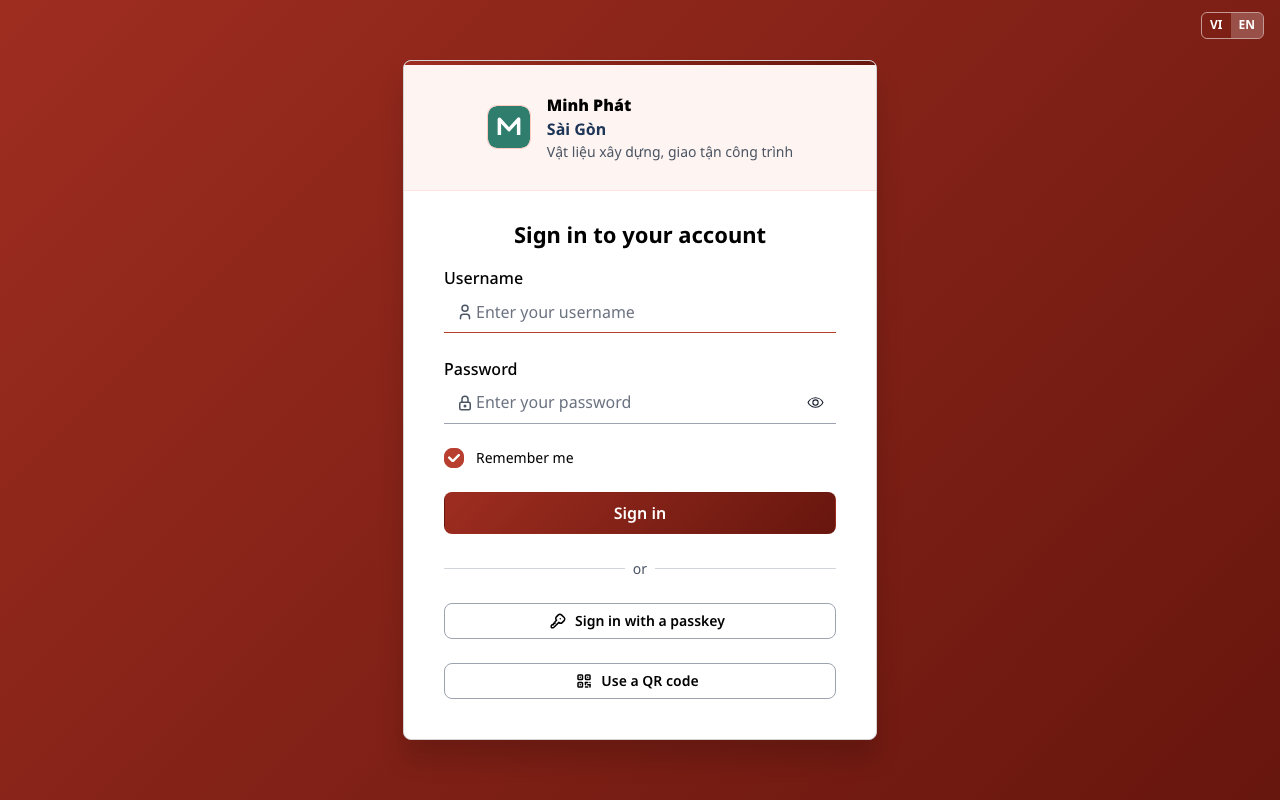 VI EN
Minh Phát
Sài Gòn
Vật liệu xây dựng, giao tận công trình
Sign in to your account
Username
Enter your username
Password
Enter your password
Remember me
Sign in
or
Sign in with a passkey
Use a QR code